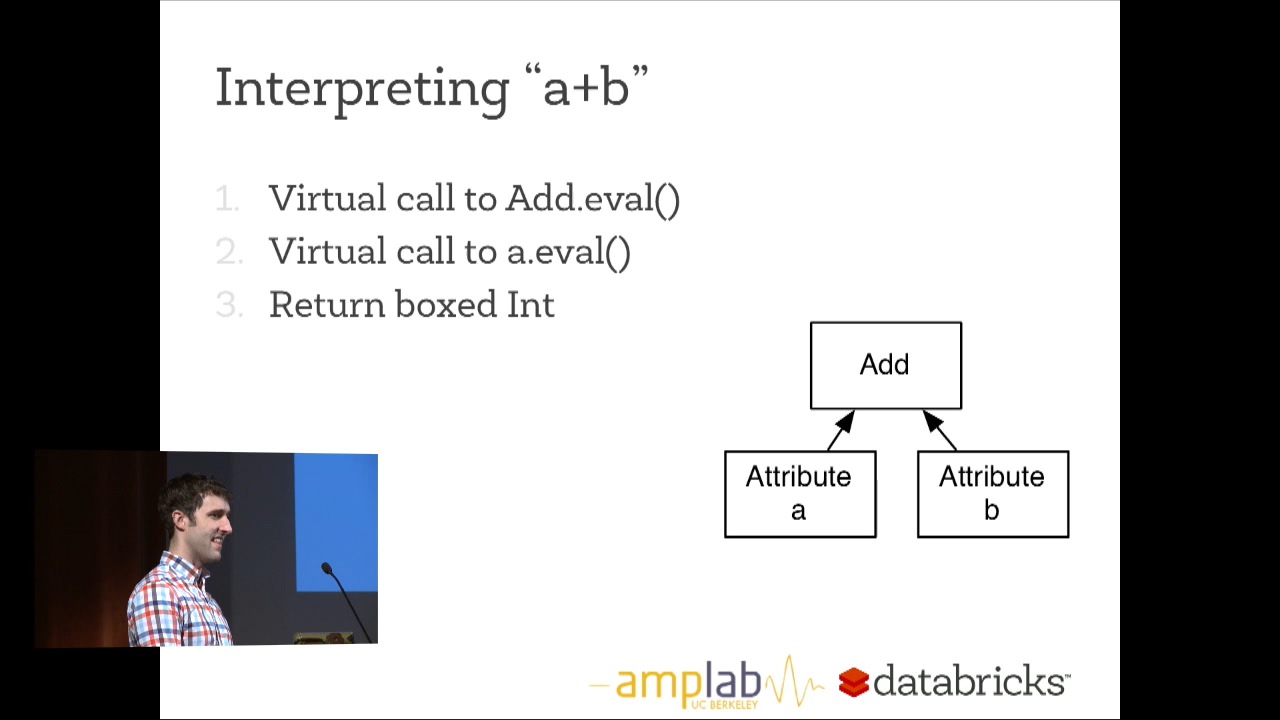 Interpreting “a+b”
1. Virtual call to Add.eval()
2. Virtual call to a.eval()
3. Return boxed Int
Add
Attribute
a
Attribute
b
amplab
UC BERKELEY
databricks™